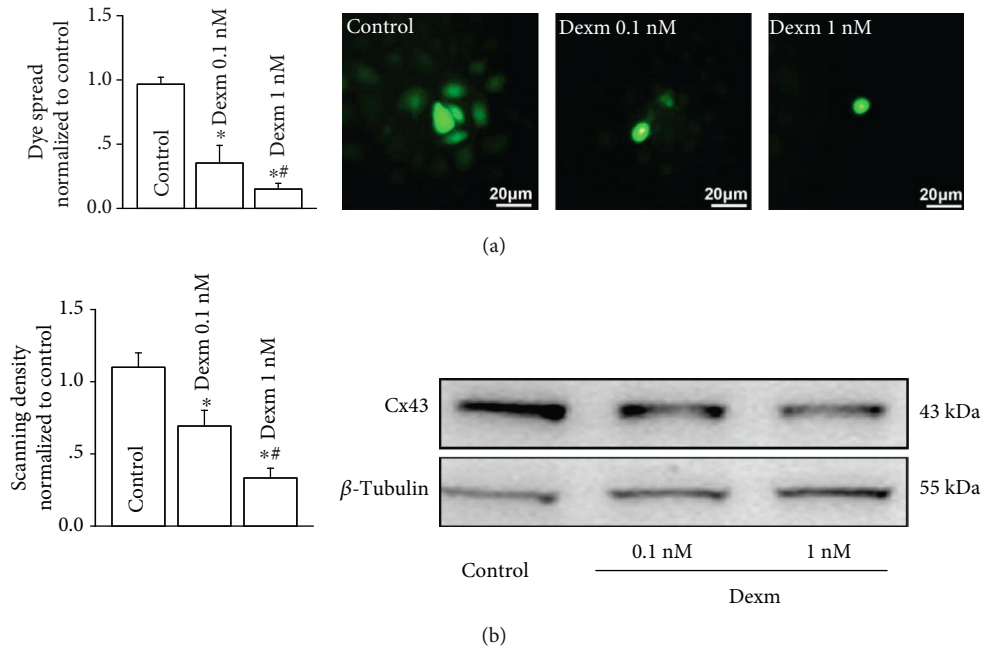 Dye spread
normalized to control
1.5
1.0
.5
0.0
Control
* Dexm 0.1 nM
*# Dexm 1 nM
Control
20μm
Dexm 0.1 nM
20μm
Dexm 1 nM
20μm
(a)
Scanning density
normalized to control
1.5
1.0
.5
0.0
Control
* Dexm 0.1 nM
*# Dexm 1 nM
Cx43
43 kDa
β-Tubulin
55 kDa
Control
0.1 nM
1 nM
Dexm
(b)